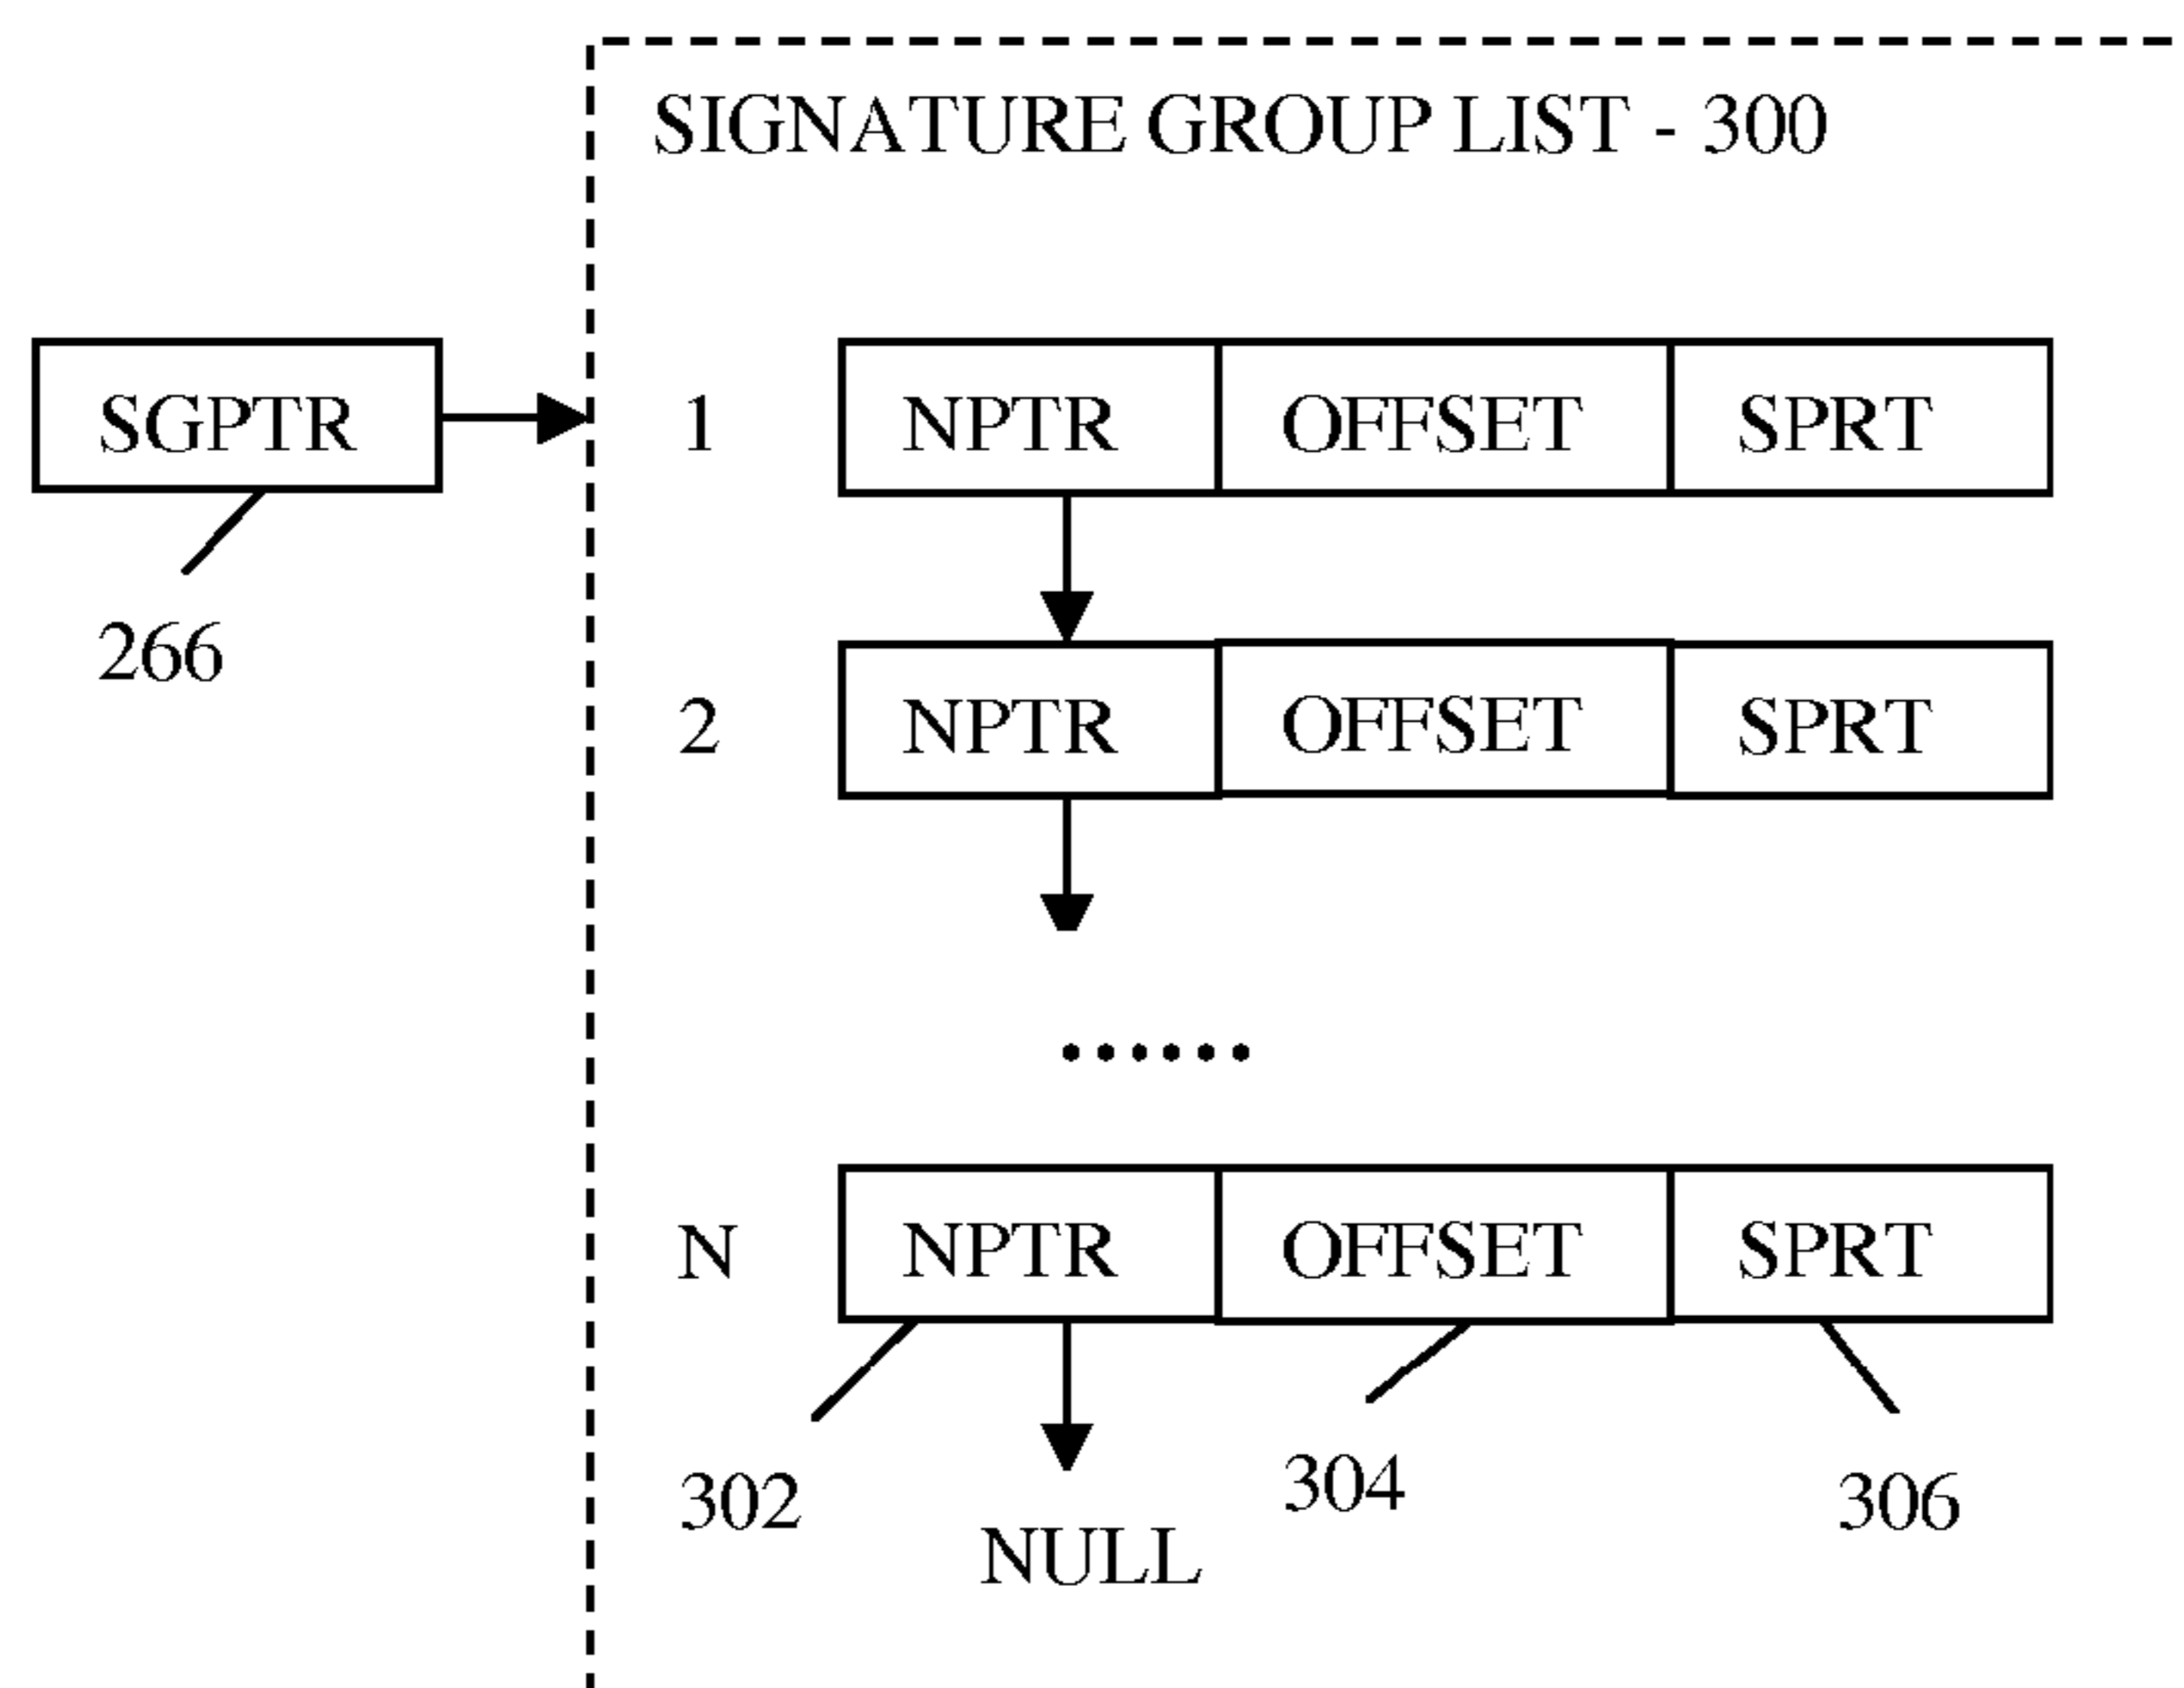 SIGNATURE GROUP LIST - 300
SGPTR
1 NPTR OFFSET SPRT
266
2 NPTR OFFSET SPRT
......
N NPTR OFFSET SPRT
302 304 306
NULL